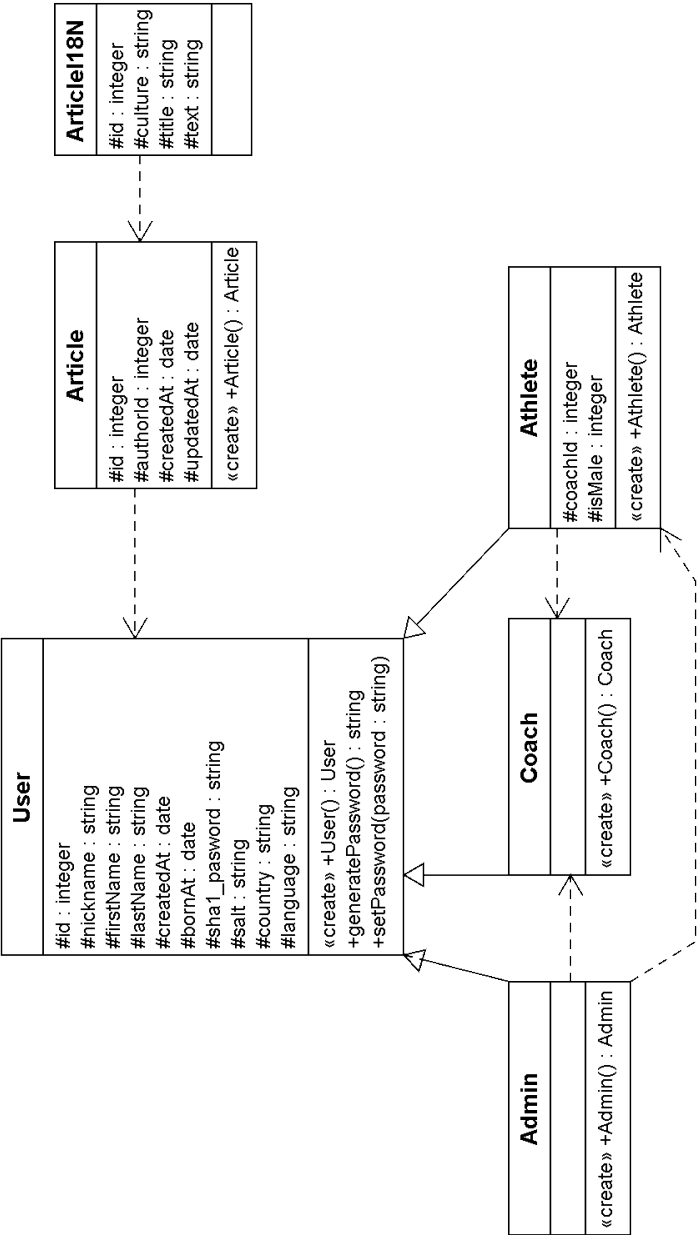 User
#id : integer
#nickname : string
#firstName : string
#lastName : string
#createdAt : date
#bornAt : date
#sha1_pasword : string
#salt : string
#country : string
#language : string
«create» +User() : User
+generatePassword() : string
+setPassword(password : string)
Article
#id : integer
#authorId : integer
#createdAt : date
#updatedAt : date
«create» +Article() : Article
ArticleI18N
#id : integer
#culture : string
#title : string
#text : string
Admin
«create» +Admin() : Admin
Coach
«create» +Coach() : Coach
Athlete
#coachId : integer
#isMale : integer
«create» +Athlete() : Athlete